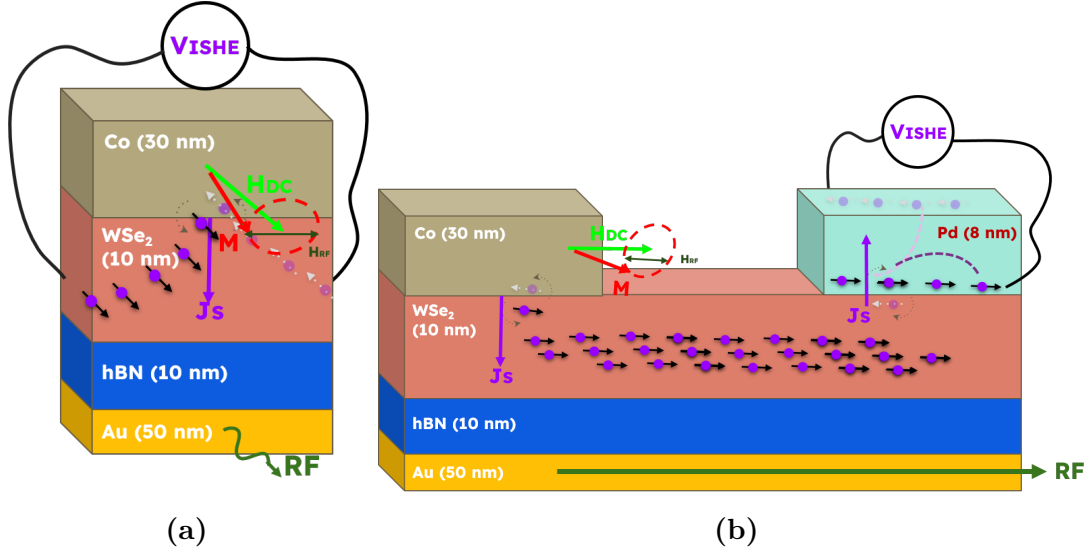 VISHE
Co (30 nm)
HDC
WSe₂
(10 nm)
M
HRF
Js
hBN (10 nm)
Au (50 nm)
RF
(a)
VISHE
Co (30 nm)
HDC
HRF
M
Pd (8 nm)
WSe₂
(10 nm)
Js
Js
hBN (10 nm)
Au (50 nm)
RF
(b)